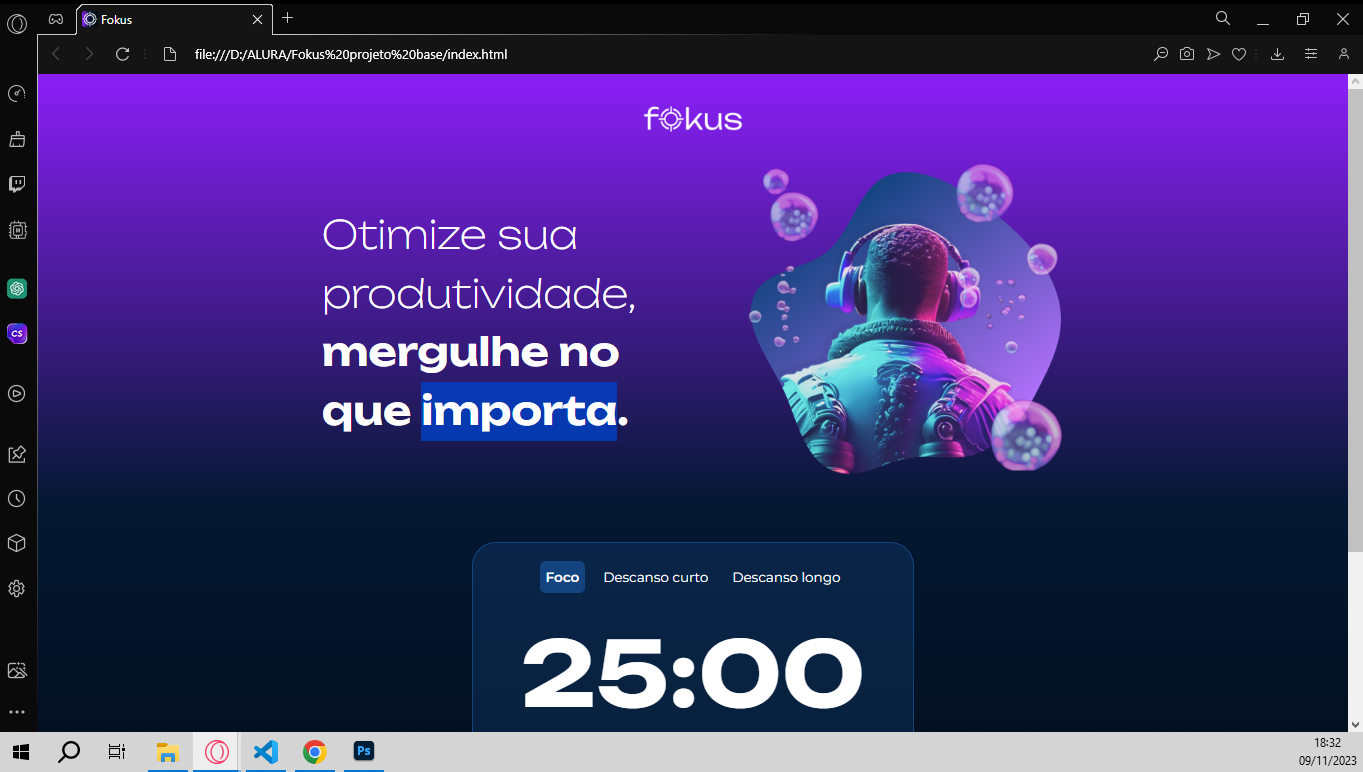 Fokus
file:///D:/ALURA/Fokus%20projeto%20base/index.html
fokus
Otimize sua
produtividade,
mergulhe no
que importa.
CS
Foco Descanso curto Descanso longo
25:00
Ps
18:32
09/11/2023